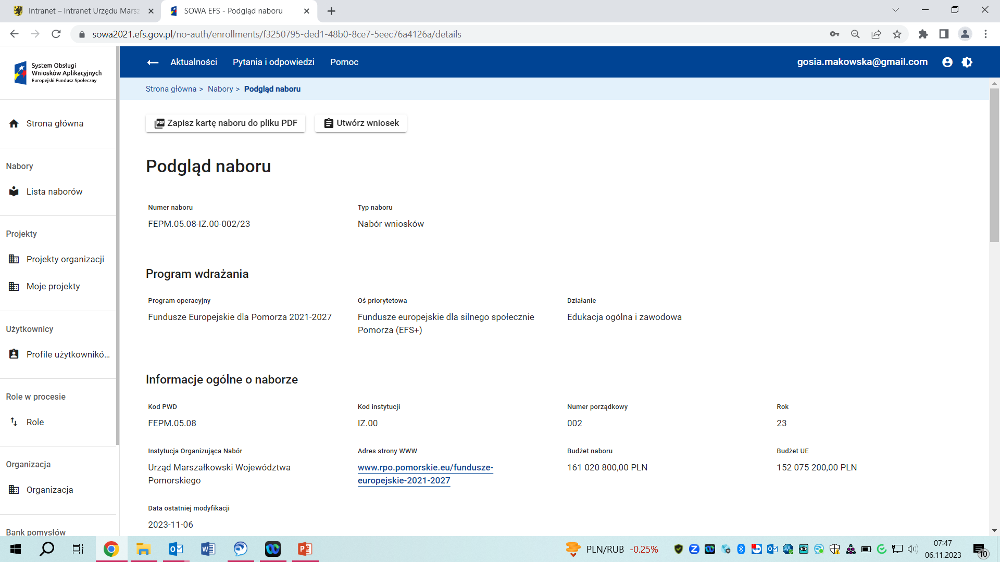 Intranet – Intranet Urzędu Marsz
SOWA EFS - Podgląd naboru
sowa2021.efs.gov.pl/no-auth/enrollments/f3250795-ded1-48b0-8ce7-5eec76a4126a/details
System Obsługi
Wniosków Aplikacyjnych
Europejski Fundusz Społeczny
Aktualności
Pytania i odpowiedzi
Pomoc
gosia.makowska@gmail.com
Strona główna > Nabory > Podgląd naboru
Strona główna
Nabory
Lista naborów
Projekty
Projekty organizacji
Moje projekty
Użytkownicy
Profile użytkownikó...
Role w procesie
Role
Organizacja
Organizacja
Bank pomysłów
PDF Zapisz kartę naboru do pliku PDF
Utwórz wniosek
Podgląd naboru
Numer naboru
FEPM.05.08-IZ.00-002/23
Typ naboru
Nabór wniosków
Program wdrażania
Program operacyjny
Fundusze Europejskie dla Pomorza 2021-2027
Oś priorytetowa
Fundusze europejskie dla silnego społecznie
Pomorza (EFS+)
Działanie
Edukacja ogólna i zawodowa
Informacje ogólne o naborze
Kod PWD
FEPM.05.08
Kod instytucji
IZ.00
Numer porządkowy
002
Rok
23
Instytucja Organizująca Nabór
Urząd Marszałkowski Województwa
Pomorskiego
Adres strony WWW
www.rpo.pomorskie.eu/fundusze-
europejskie-2021-2027
Budżet naboru
161 020 800,00 PLN
Budżet UE
152 075 200,00 PLN
Data ostatniej modyfikacji
2023-11-06
PLN/RUB -0.25%
07:47
06.11.2023
10